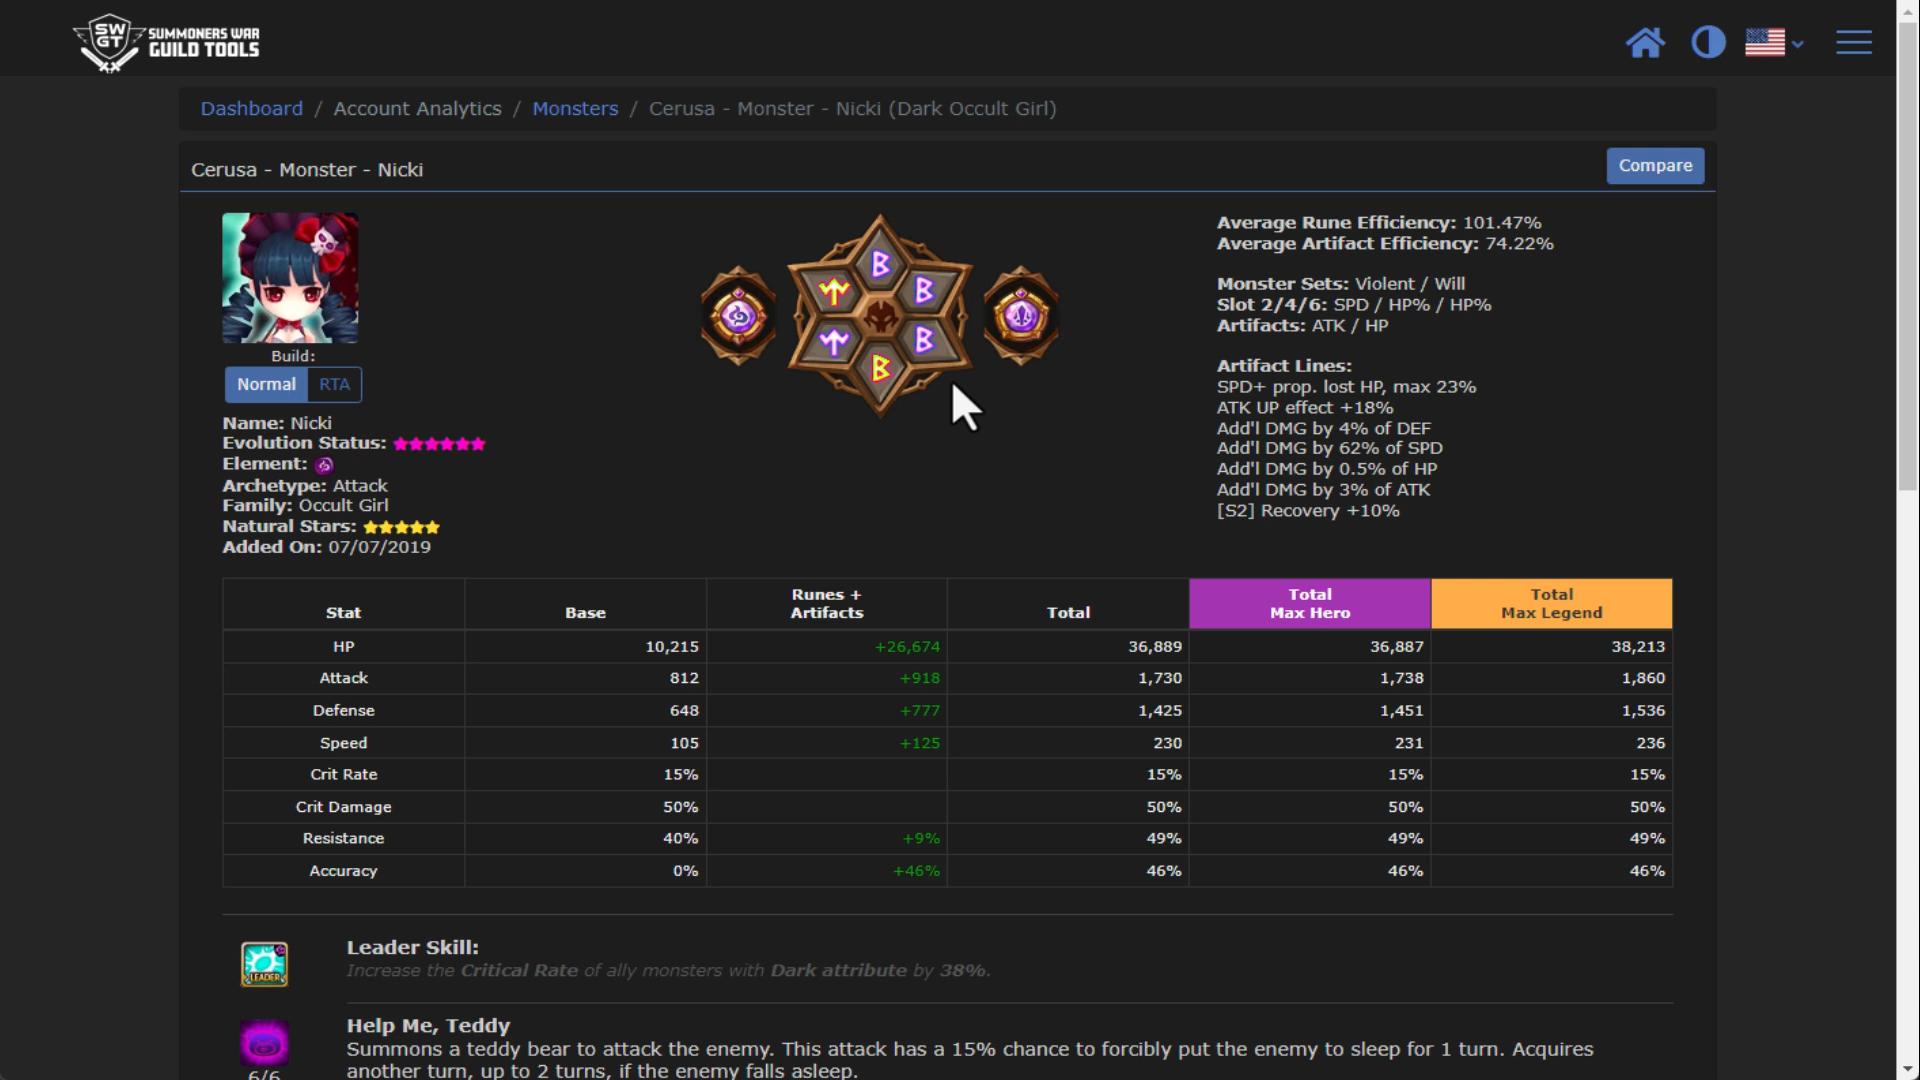 SWGT SUMMONERS WAR GUILD TOOLS
Dashboard / Account Analytics / Monsters / Cerusa - Monster - Nicki (Dark Occult Girl)
Cerusa - Monster - Nicki
Compare
Build:
Normal RTA
Name: Nicki
Evolution Status:
Element:
Archetype: Attack
Family: Occult Girl
Natural Stars:
Added On: 07/07/2019
Average Rune Efficiency: 101.47%
Average Artifact Efficiency: 74.22%
Monster Sets: Violent / Will
Slot 2/4/6: SPD / HP% / HP%
Artifacts: ATK / HP
Artifact Lines:
SPD+ prop. lost HP, max 23%
ATK UP effect +18%
Add'l DMG by 4% of DEF
Add'l DMG by 62% of SPD
Add'l DMG by 0.5% of HP
Add'l DMG by 3% of ATK
[S2] Recovery +10%
Stat Base Runes + Artifacts Total Total Max Hero Total Max Legend
HP 10,215 +26,674 36,889 36,887 38,213
Attack 812 +918 1,730 1,738 1,860
Defense 648 +777 1,425 1,451 1,536
Speed 105 +125 230 231 236
Crit Rate 15% 15% 15% 15%
Crit Damage 50% 50% 50% 50%
Resistance 40% +9% 49% 49% 49%
Accuracy 0% +46% 46% 46% 46%
LEADER
Leader Skill:
Increase the Critical Rate of ally monsters with Dark attribute by 38%.
Help Me, Teddy
Summons a teddy bear to attack the enemy. This attack has a 15% chance to forcibly put the enemy to sleep for 1 turn. Acquires
another turn, up to 2 turns, if the enemy falls asleep.
6/6